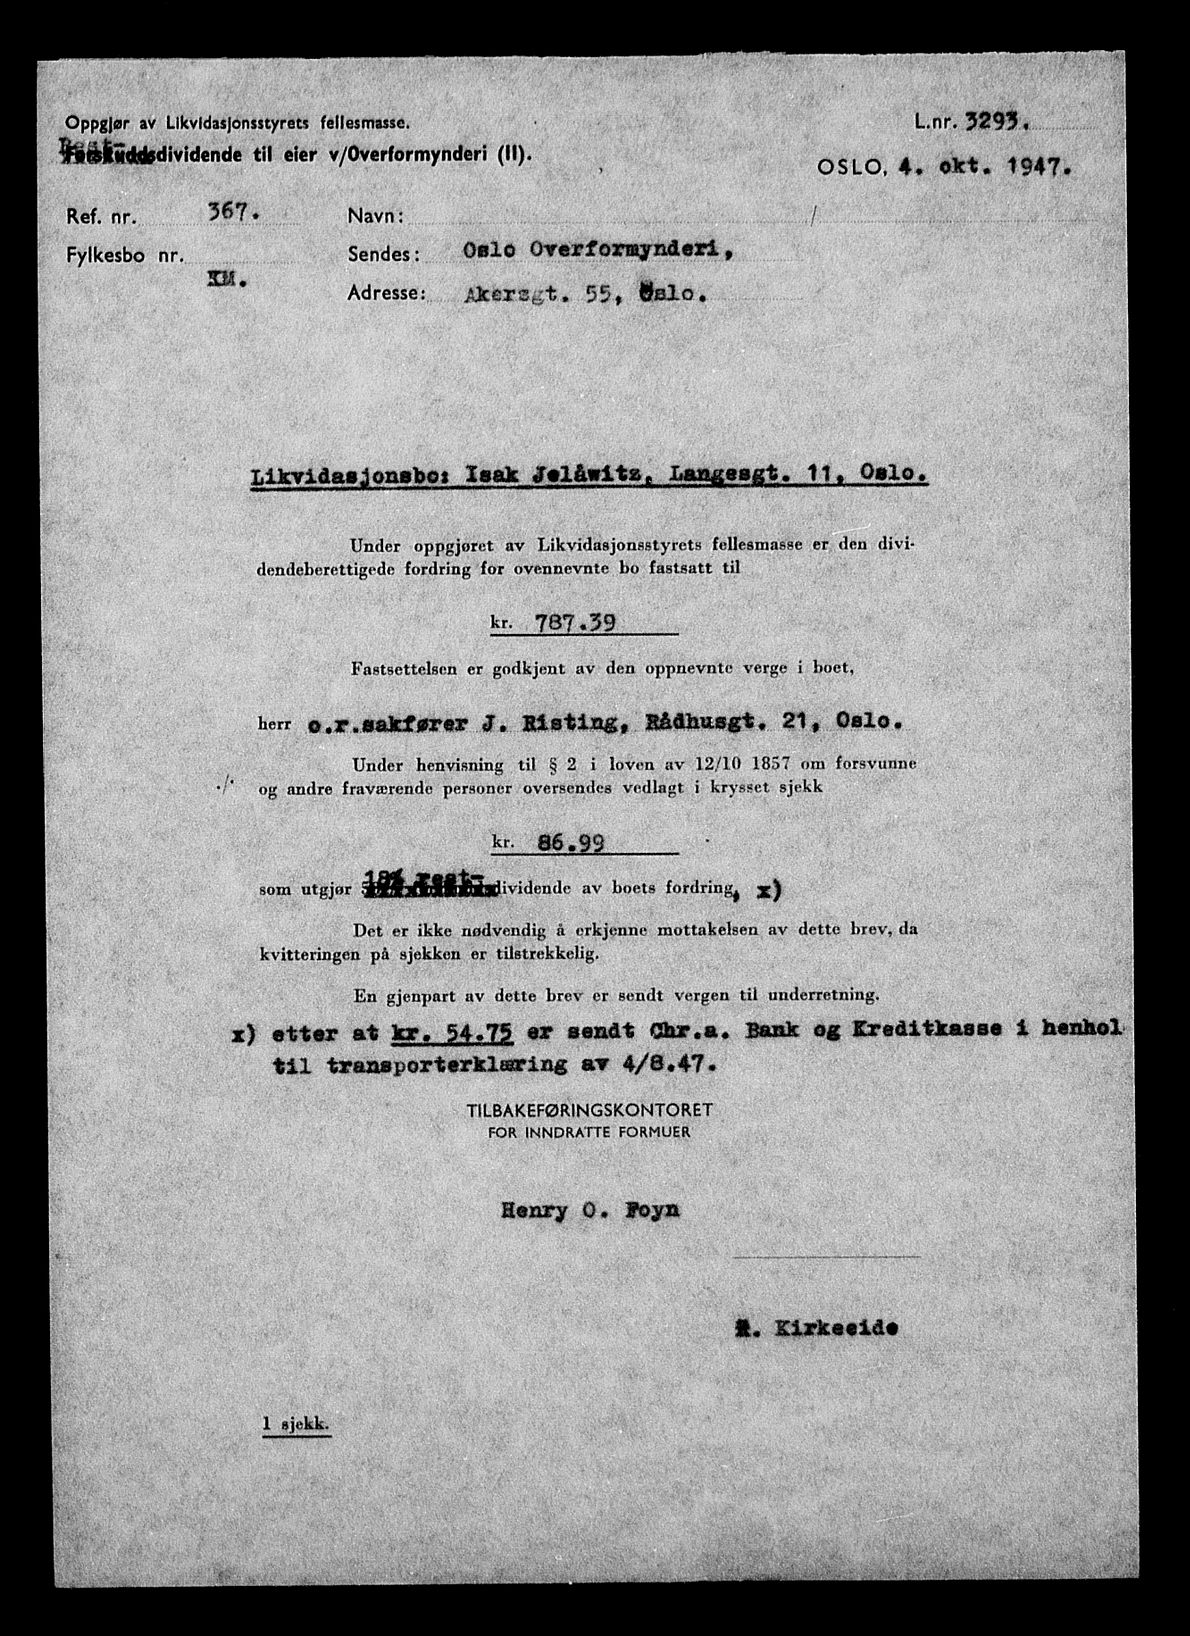 Oppgjør av Likvidasjonsstyrets fellesmasse.
L.nr. 3293.
Rest-
Forskuddsdividende til eier v/Overformynderi (II).
OSLO, 4. okt. 1947.
Ref. nr. 367.
Navn:
Fylkesbo nr.
Sendes: Oslo Overformynderi,
KM.
Adresse: Akersgt. 55, Oslo.
Likvidasjonsbo: Isak Jelåwitz, Langesgt. 11, Oslo.
Under oppgjøret av Likvidasjonsstyrets fellesmasse er den divi-
dendeberettigede fordring for ovennevnte bo fastsatt til
kr. 787.39
Fastsettelsen er godkjent av den oppnevnte verge i boet,
herr o.r.sakfører J. Risting, Rådhusgt. 21, Oslo.
Under henvisning til § 2 i loven av 12/10 1857 om forsvunne
./. og andre fraværende personer oversendes vedlagt i krysset sjekk
kr. 86.99
18% rest-
som utgjør dividende av boets fordring, x)
Det er ikke nødvendig å erkjenne mottakelsen av dette brev, da
kvitteringen på sjekken er tilstrekkelig.
En gjenpart av dette brev er sendt vergen til underretning.
x) etter at kr. 54.75 er sendt Chr.a. Bank og Kreditkasse i henhol
til transporterklæring av 4/8.47.
TILBAKEFØRINGSKONTORET
FOR INNDRATTE FORMUER
Henry O. Foyn
. Kirkeeide
1 sjekk.